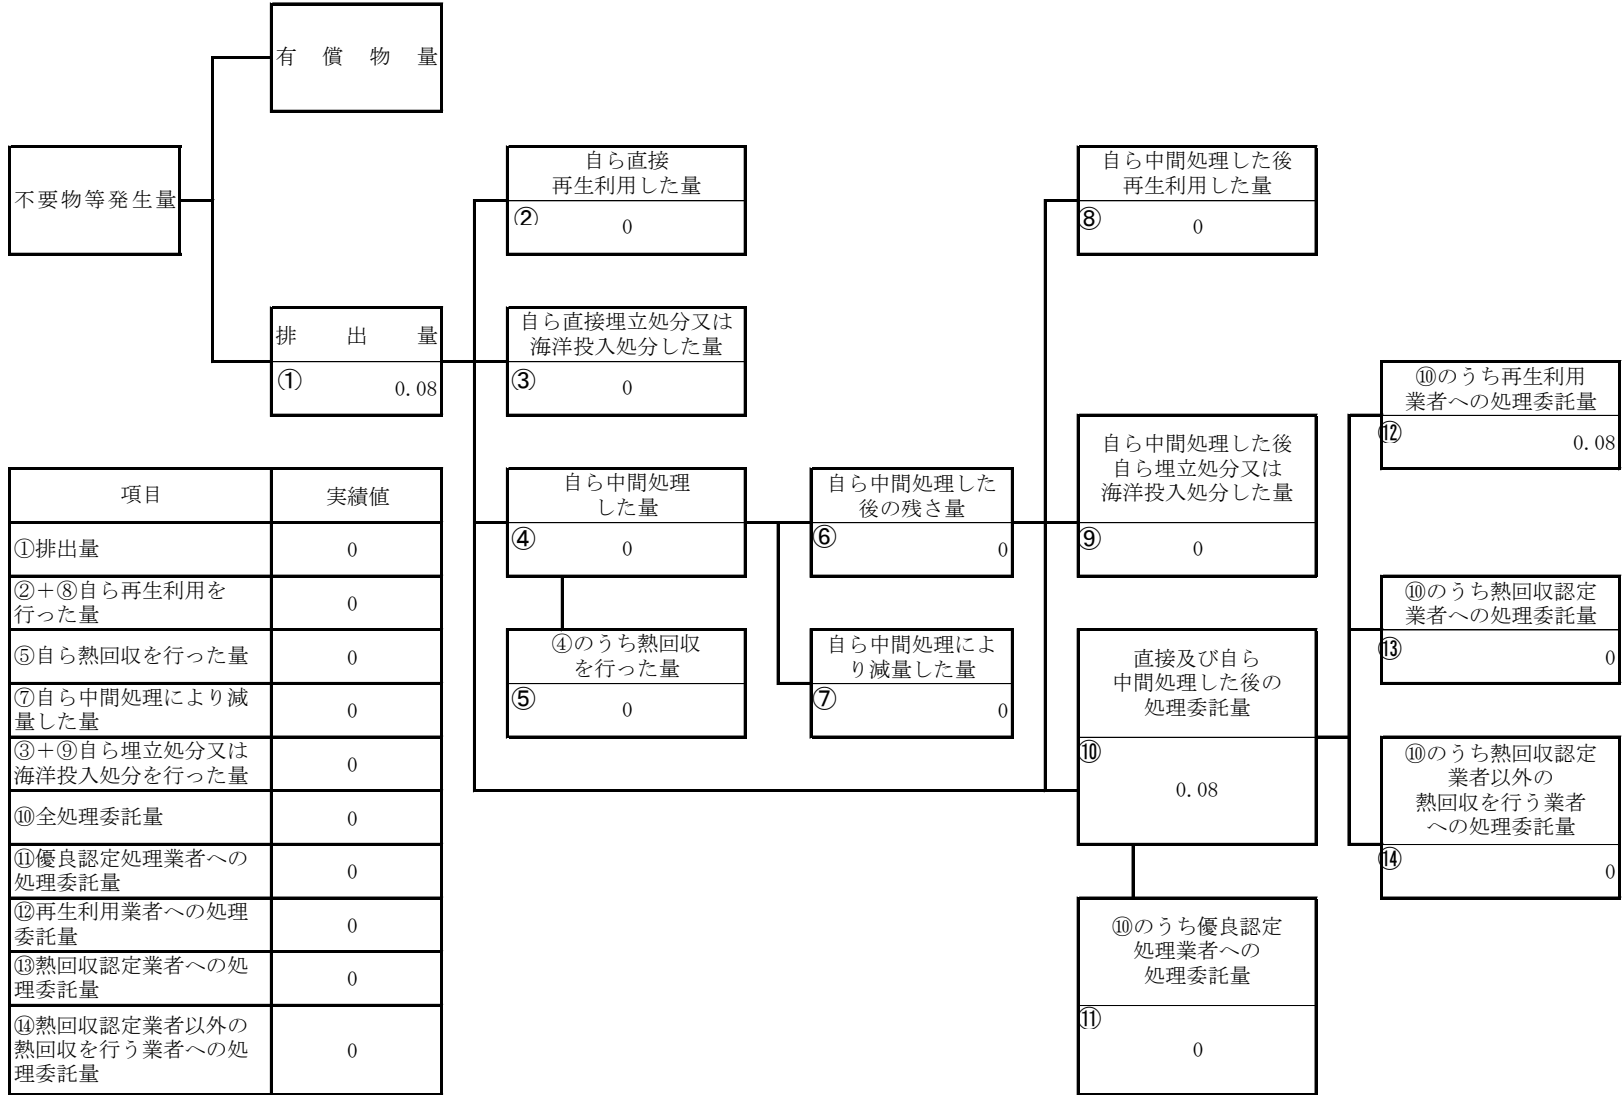 有償物量
不要物等発生量
排出量
①
0.08
自ら直接
再生利用した量
②
0
自ら直接埋立処分又は
海洋投入処分した量
③
0
自ら中間処理
した量
④
0
④のうち熱回収
を行った量
⑤
0
自ら中間処理した
後の残さ量
⑥
0
自ら中間処理によ
り減量した量
⑦
0
自ら中間処理した後
再生利用した量
⑧
0
自ら中間処理した後
自ら埋立処分又は
海洋投入処分した量
⑨
0
直接及び自ら
中間処理した後の
処理委託量
⑩
0.08
⑩のうち優良認定
処理業者への
処理委託量
⑪
0
⑩のうち再生利用
業者への処理委託量
⑫
0.08
⑩のうち熱回収認定
業者への処理委託量
⑬
0
⑩のうち熱回収認定
業者以外の
熱回収を行う業者
への処理委託量
⑭
0
項目 実績値
①排出量 0
②＋⑧自ら再生利用を
行った量 0
⑤自ら熱回収を行った量 0
⑦自ら中間処理により減
量した量 0
③＋⑨自ら埋立処分又は
海洋投入処分を行った量 0
⑩全処理委託量 0
⑪優良認定処理業者への
処理委託量 0
⑫再生利用業者への処理
委託量 0
⑬熱回収認定業者への処
理委託量 0
⑭熱回収認定業者以外の
熱回収を行う業者への処
理委託量 0